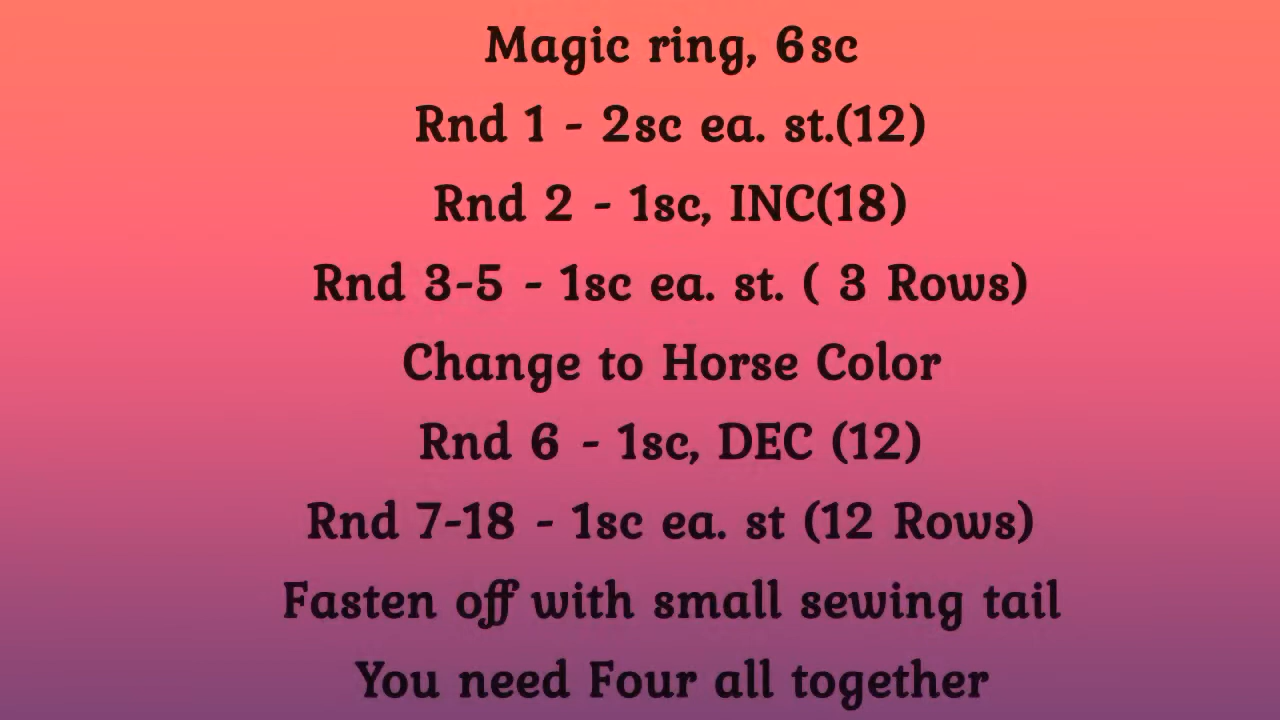 Magic ring, 6sc
Rnd 1 - 2sc ea. st.(12)
Rnd 2 - 1sc, INC(18)
Rnd 3-5 - 1sc ea. st. ( 3 Rows)
Change to Horse Color
Rnd 6 - 1sc, DEC (12)
Rnd 7-18 - 1sc ea. st (12 Rows)
Fasten off with small sewing tail
You need Four all together